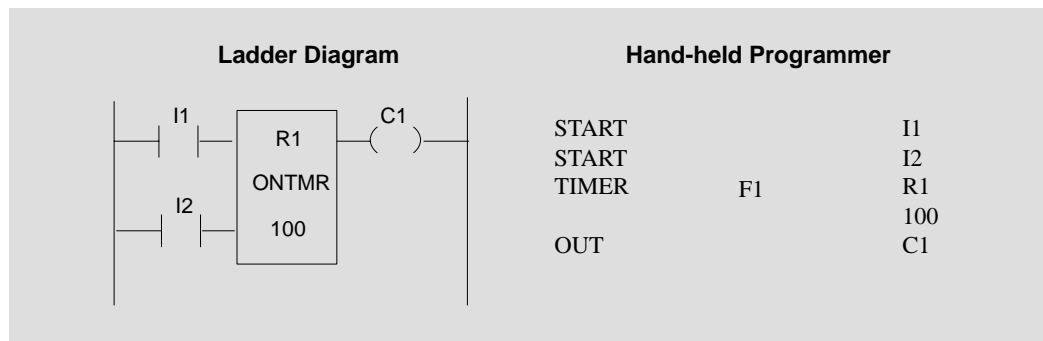 Ladder Diagram
I1
R1
C1
ONTMR
I2
100
Hand-held Programmer
START I1
START I2
TIMER F1 R1
100
OUT C1